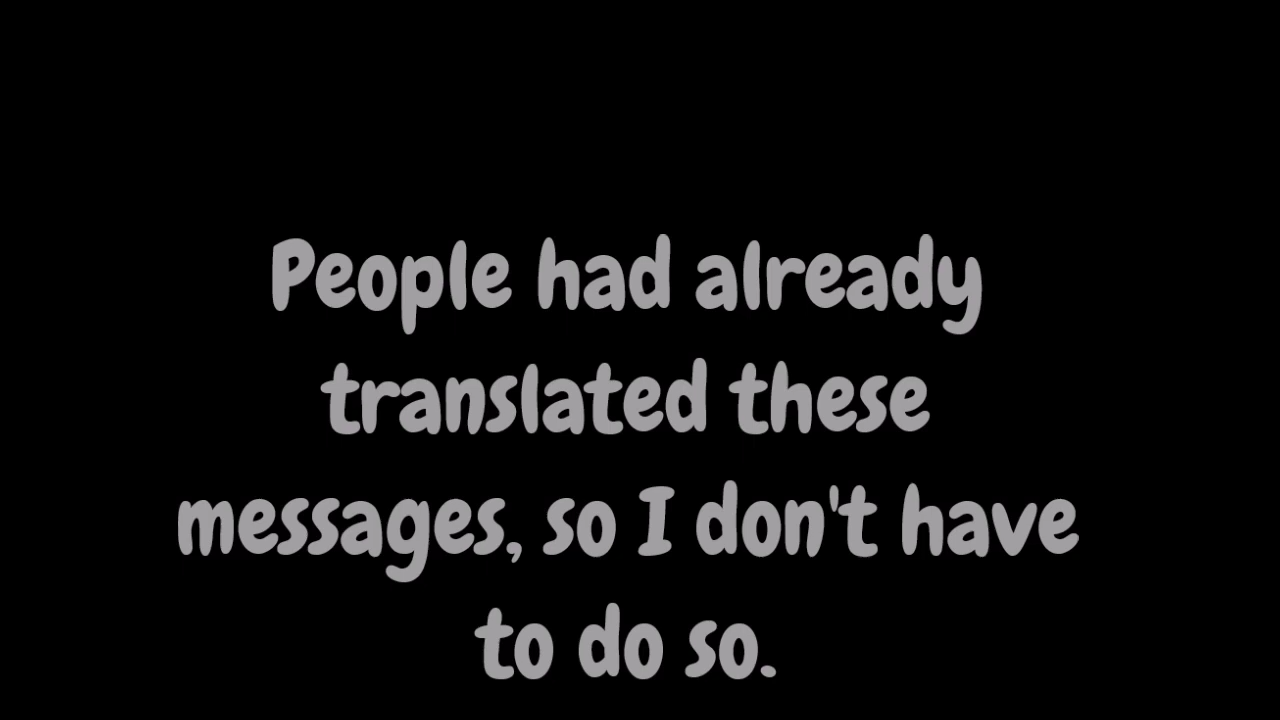 People had already
translated these
messages, so I don't have
to do so.